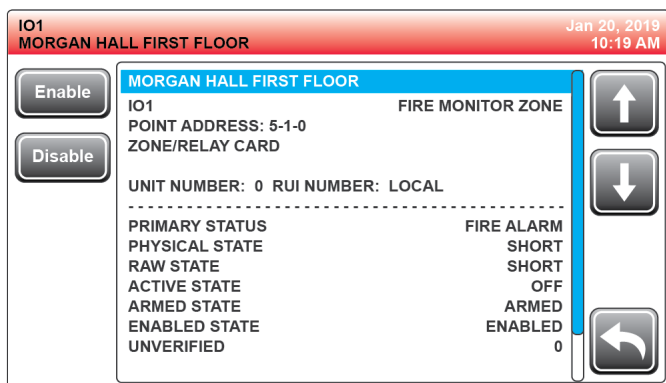 IO1
MORGAN HALL FIRST FLOOR
Jan 20, 2019
10:19 AM
Enable
Disable
MORGAN HALL FIRST FLOOR
IO1 FIRE MONITOR ZONE
POINT ADDRESS: 5-1-0
ZONE/RELAY CARD
UNIT NUMBER: 0 RUI NUMBER: LOCAL
- - - - - - - - - - - - - - - - - - - - - - - - - - - - - - - - - - - - - - - - - - - - - - - - - - - -
PRIMARY STATUS FIRE ALARM
PHYSICAL STATE SHORT
RAW STATE SHORT
ACTIVE STATE OFF
ARMED STATE ARMED
ENABLED STATE ENABLED
UNVERIFIED 0